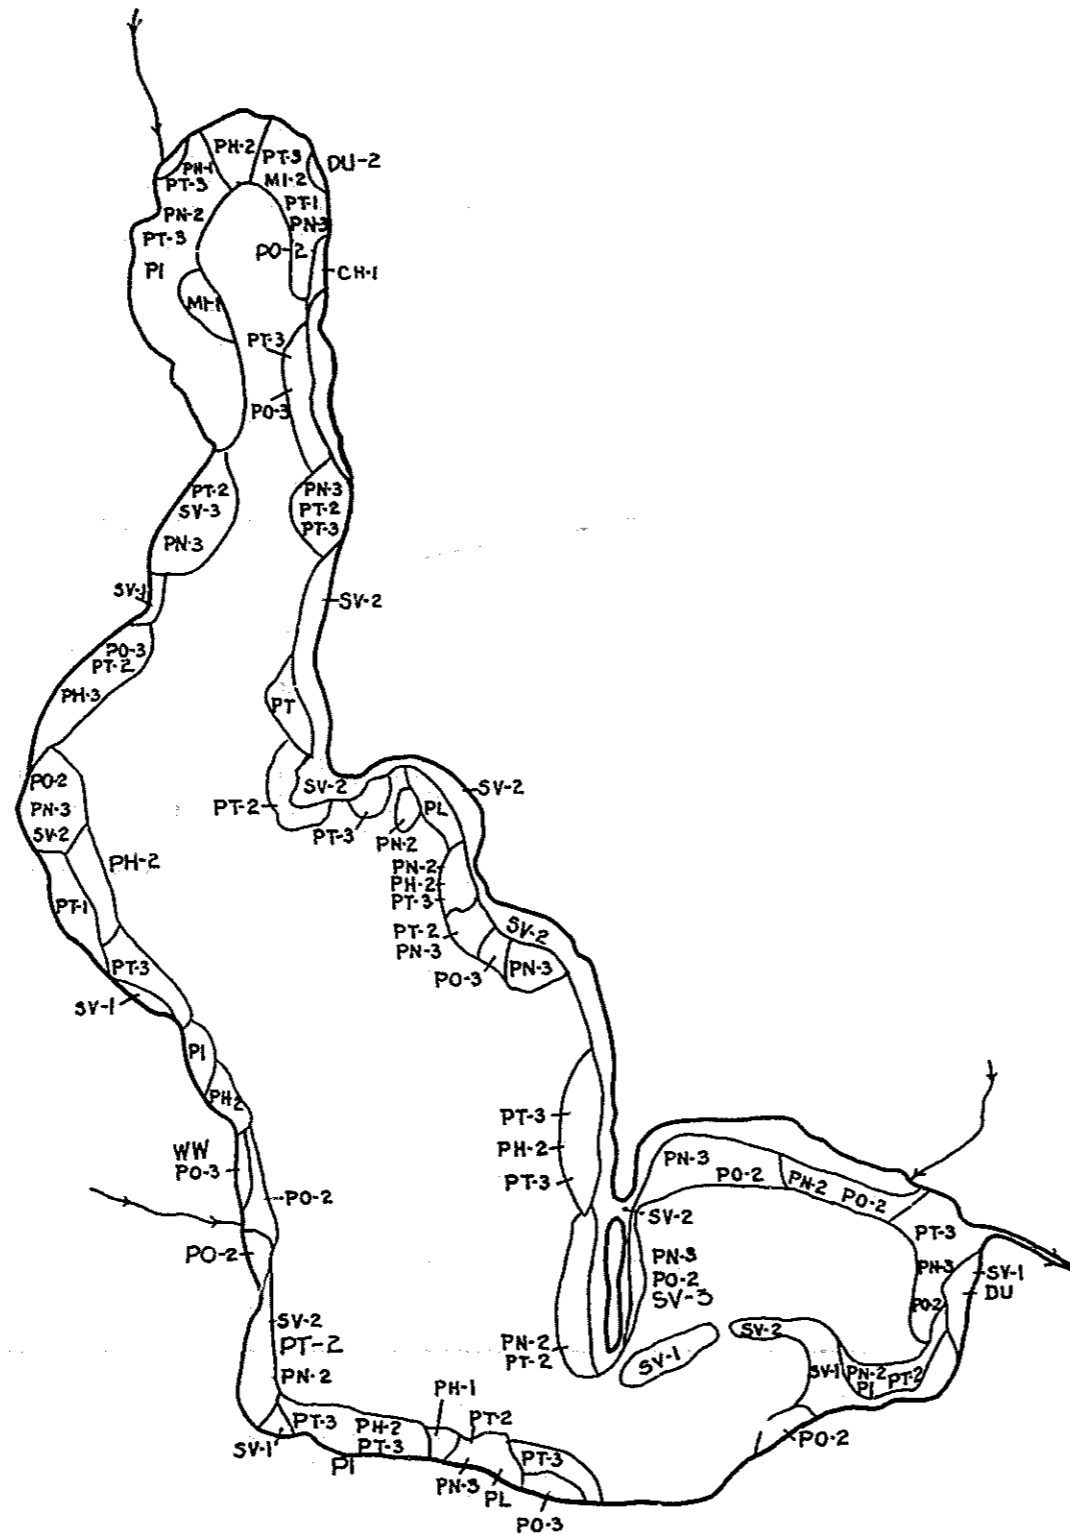 PH-2
PT-3
DU-2
PH-1
PT-3
MI-2
PT-1
PN-2
PN-3
PT-3
PO-2
PI
CH-1
MI-1
PT-3
PO-3
PT-2
SV-3
PN-3
PN-3
PT-2
PT-3
SV-1
SV-2
PO-3
PT-2
PH-3
PT
PO-2
PN-3
SV-2
SV-2
SV-2
PT-2
PL
PT-3
PN-2
PH-2
PN-2
PH-2
PT-3
PT-1
PT-2
PN-3
SV-2
PT-3
PO-3
PN-3
SV-1
PI
PH-2
PT-3
PH-2
PT-3
WW
PO-3
PO-2
PO-2
PN-3
PO-2
PN-2
PO-2
SV-2
PT-3
PN-3
PO-2
SV-3
PN-3
SV-1
DU
PO-2
SV-2
PT-2
PN-2
PN-2
PT-2
SV-1
SV-2
SV-1
PN-2
PI
PT-2
PH-1
PT-3
PH-2
PT-3
PT-2
SV-1
PI
PN-3
PL
PT-3
PO-3
PO-2